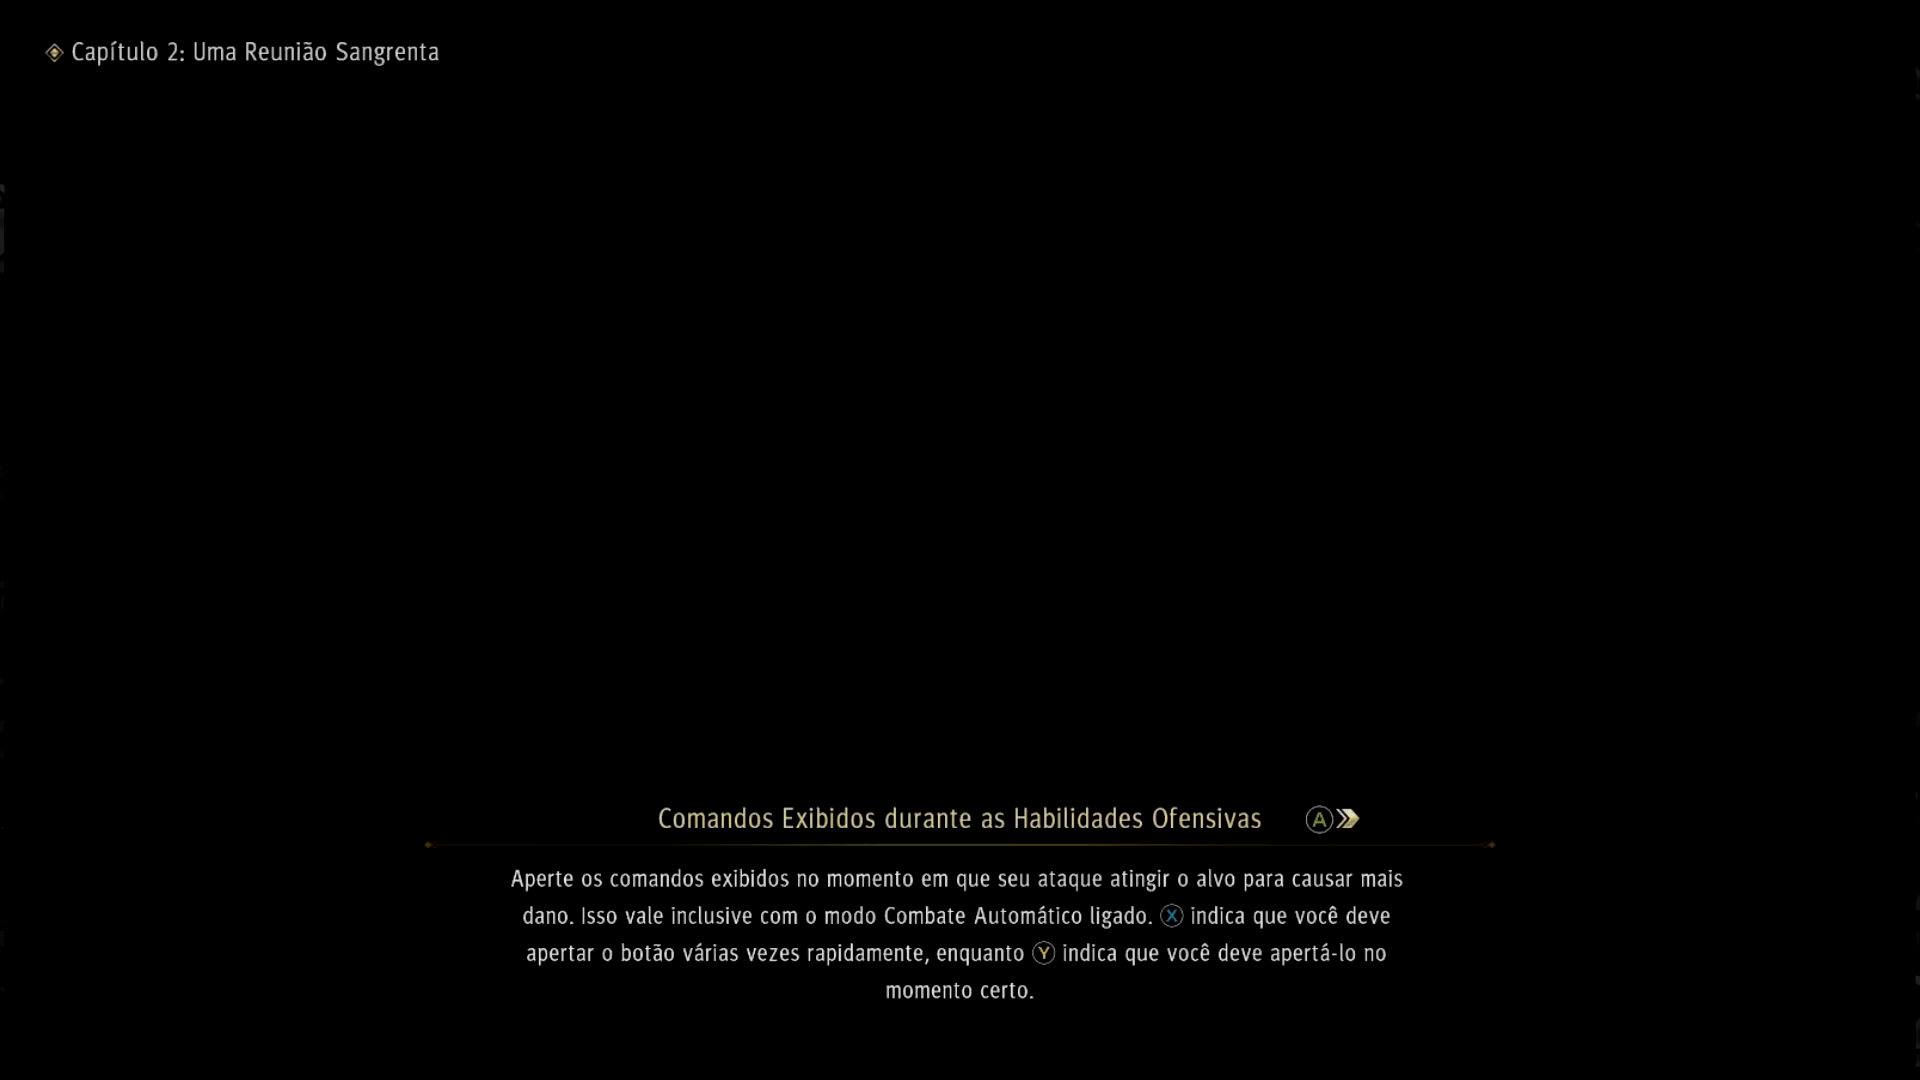 Capítulo 2: Uma Reunião Sangrenta
Comandos Exibidos durante as Habilidades Ofensivas A
Aperte os comandos exibidos no momento em que seu ataque atingir o alvo para causar mais
dano. Isso vale inclusive com o modo Combate Automático ligado. X indica que você deve
apertar o botão várias vezes rapidamente, enquanto Y indica que você deve apertá-lo no
momento certo.